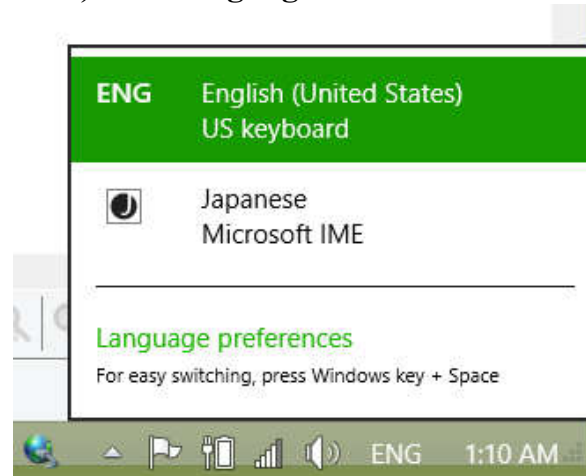 ENG English (United States)
US keyboard
Japanese
Microsoft IME
Language preferences
For easy switching, press Windows key + Space
ENG 1:10 AM